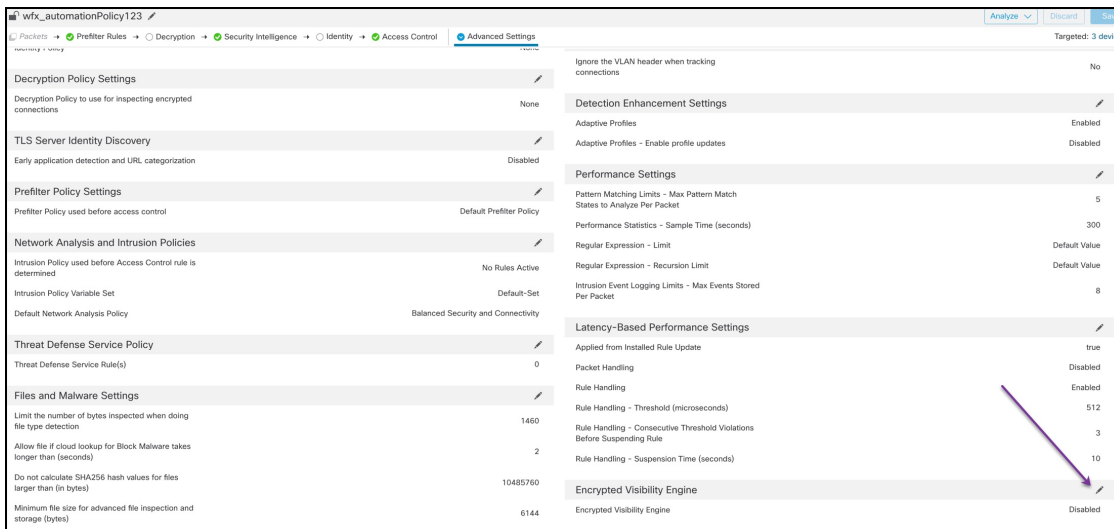 wfx_automationPolicy123
Analyze
Discard
Packets → Prefilter Rules → Decryption → Security Intelligence → Identity → Access Control
Advanced Settings
Targeted: 3 devi
Identity Policy
None
Decryption Policy Settings
Decryption Policy to use for inspecting encrypted
connections
None
TLS Server Identity Discovery
Early application detection and URL categorization
Disabled
Prefilter Policy Settings
Prefilter Policy used before access control
Default Prefilter Policy
Network Analysis and Intrusion Policies
Intrusion Policy used before Access Control rule is
determined
No Rules Active
Intrusion Policy Variable Set
Default-Set
Default Network Analysis Policy
Balanced Security and Connectivity
Threat Defense Service Policy
Threat Defense Service Rule(s)
0
Files and Malware Settings
Limit the number of bytes inspected when doing
file type detection
1460
Allow file if cloud lookup for Block Malware takes
longer than (seconds)
2
Do not calculate SHA256 hash values for files
larger than (in bytes)
10485760
Minimum file size for advanced file inspection and
storage (bytes)
6144
Ignore the VLAN header when tracking
connections
No
Detection Enhancement Settings
Adaptive Profiles
Enabled
Adaptive Profiles - Enable profile updates
Disabled
Performance Settings
Pattern Matching Limits - Max Pattern Match
States to Analyze Per Packet
5
Performance Statistics - Sample Time (seconds)
300
Regular Expression - Limit
Default Value
Regular Expression - Recursion Limit
Default Value
Intrusion Event Logging Limits - Max Events Stored
Per Packet
8
Latency-Based Performance Settings
Applied from Installed Rule Update
true
Packet Handling
Disabled
Rule Handling
Enabled
Rule Handling - Threshold (microseconds)
512
Rule Handling - Consecutive Threshold Violations
Before Suspending Rule
3
Rule Handling - Suspension Time (seconds)
10
Encrypted Visibility Engine
Encrypted Visibility Engine
Disabled